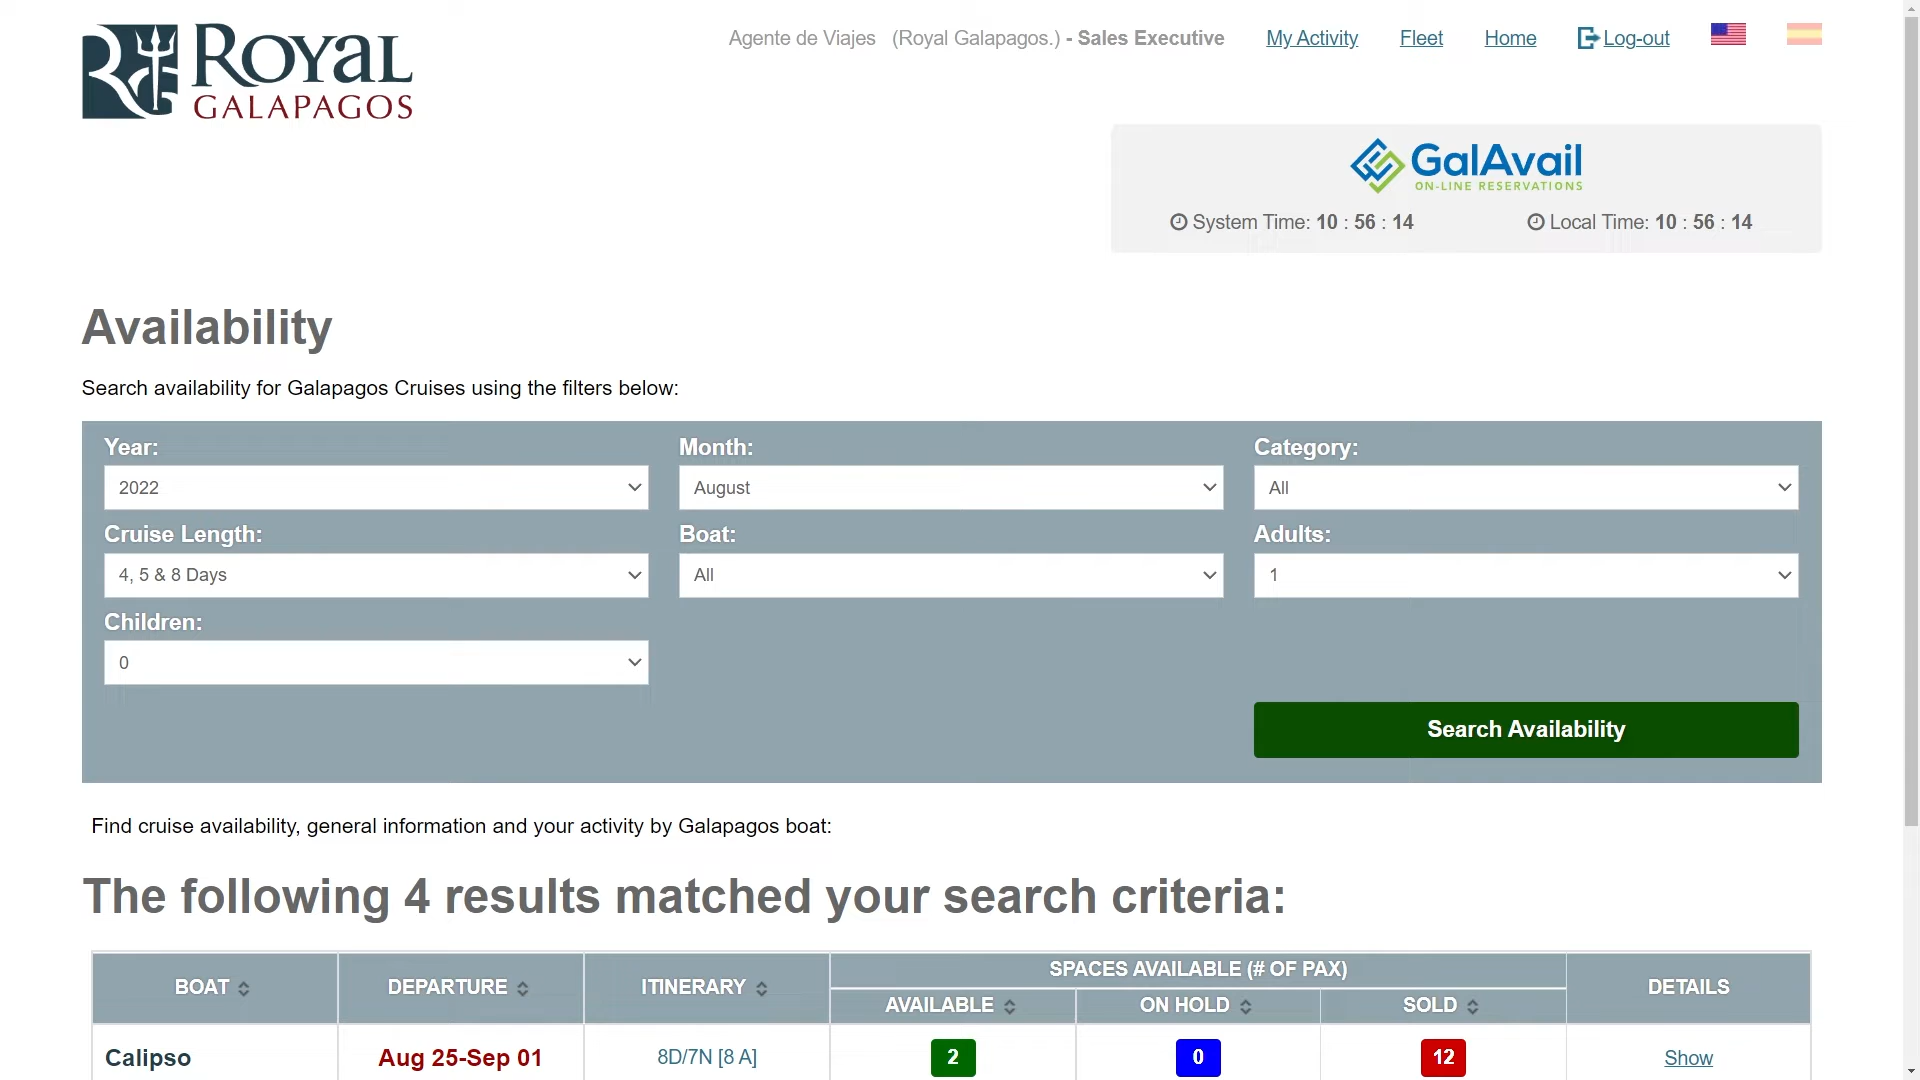 ROYAL
GALAPAGOS
Agente de Viajes (Royal Galapagos.) - Sales Executive
My Activity
Fleet
Home
Log-out
GalAvail
ON-LINE RESERVATIONS
System Time: 10 : 56 : 14
Local Time: 10 : 56 : 14
Availability
Search availability for Galapagos Cruises using the filters below:
Year:
Month:
Category:
2022
August
All
Cruise Length:
Boat:
Adults:
4, 5 & 8 Days
All
1
Children:
0
Search Availability
Find cruise availability, general information and your activity by Galapagos boat:
The following 4 results matched your search criteria:
BOAT
DEPARTURE
ITINERARY
SPACES AVAILABLE (# OF PAX)
DETAILS
AVAILABLE
ON HOLD
SOLD
Calipso
Aug 25-Sep 01
8D/7N [8 A]
2
0
12
Show